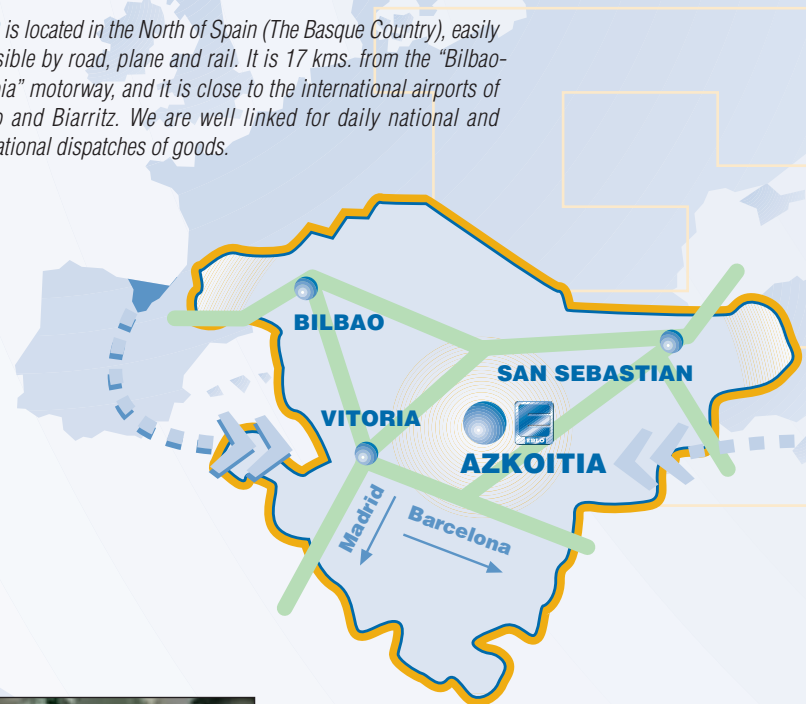 is located in the North of Spain (The Basque Country), easily
sible by road, plane and rail. It is 17 kms. from the “Bilbao-
ia” motorway, and it is close to the international airports of
o and Biarritz. We are well linked for daily national and
ational dispatches of goods.
BILBAO
SAN SEBASTIAN
VITORIA
ERLO
AZKOITIA
Madrid
Barcelona